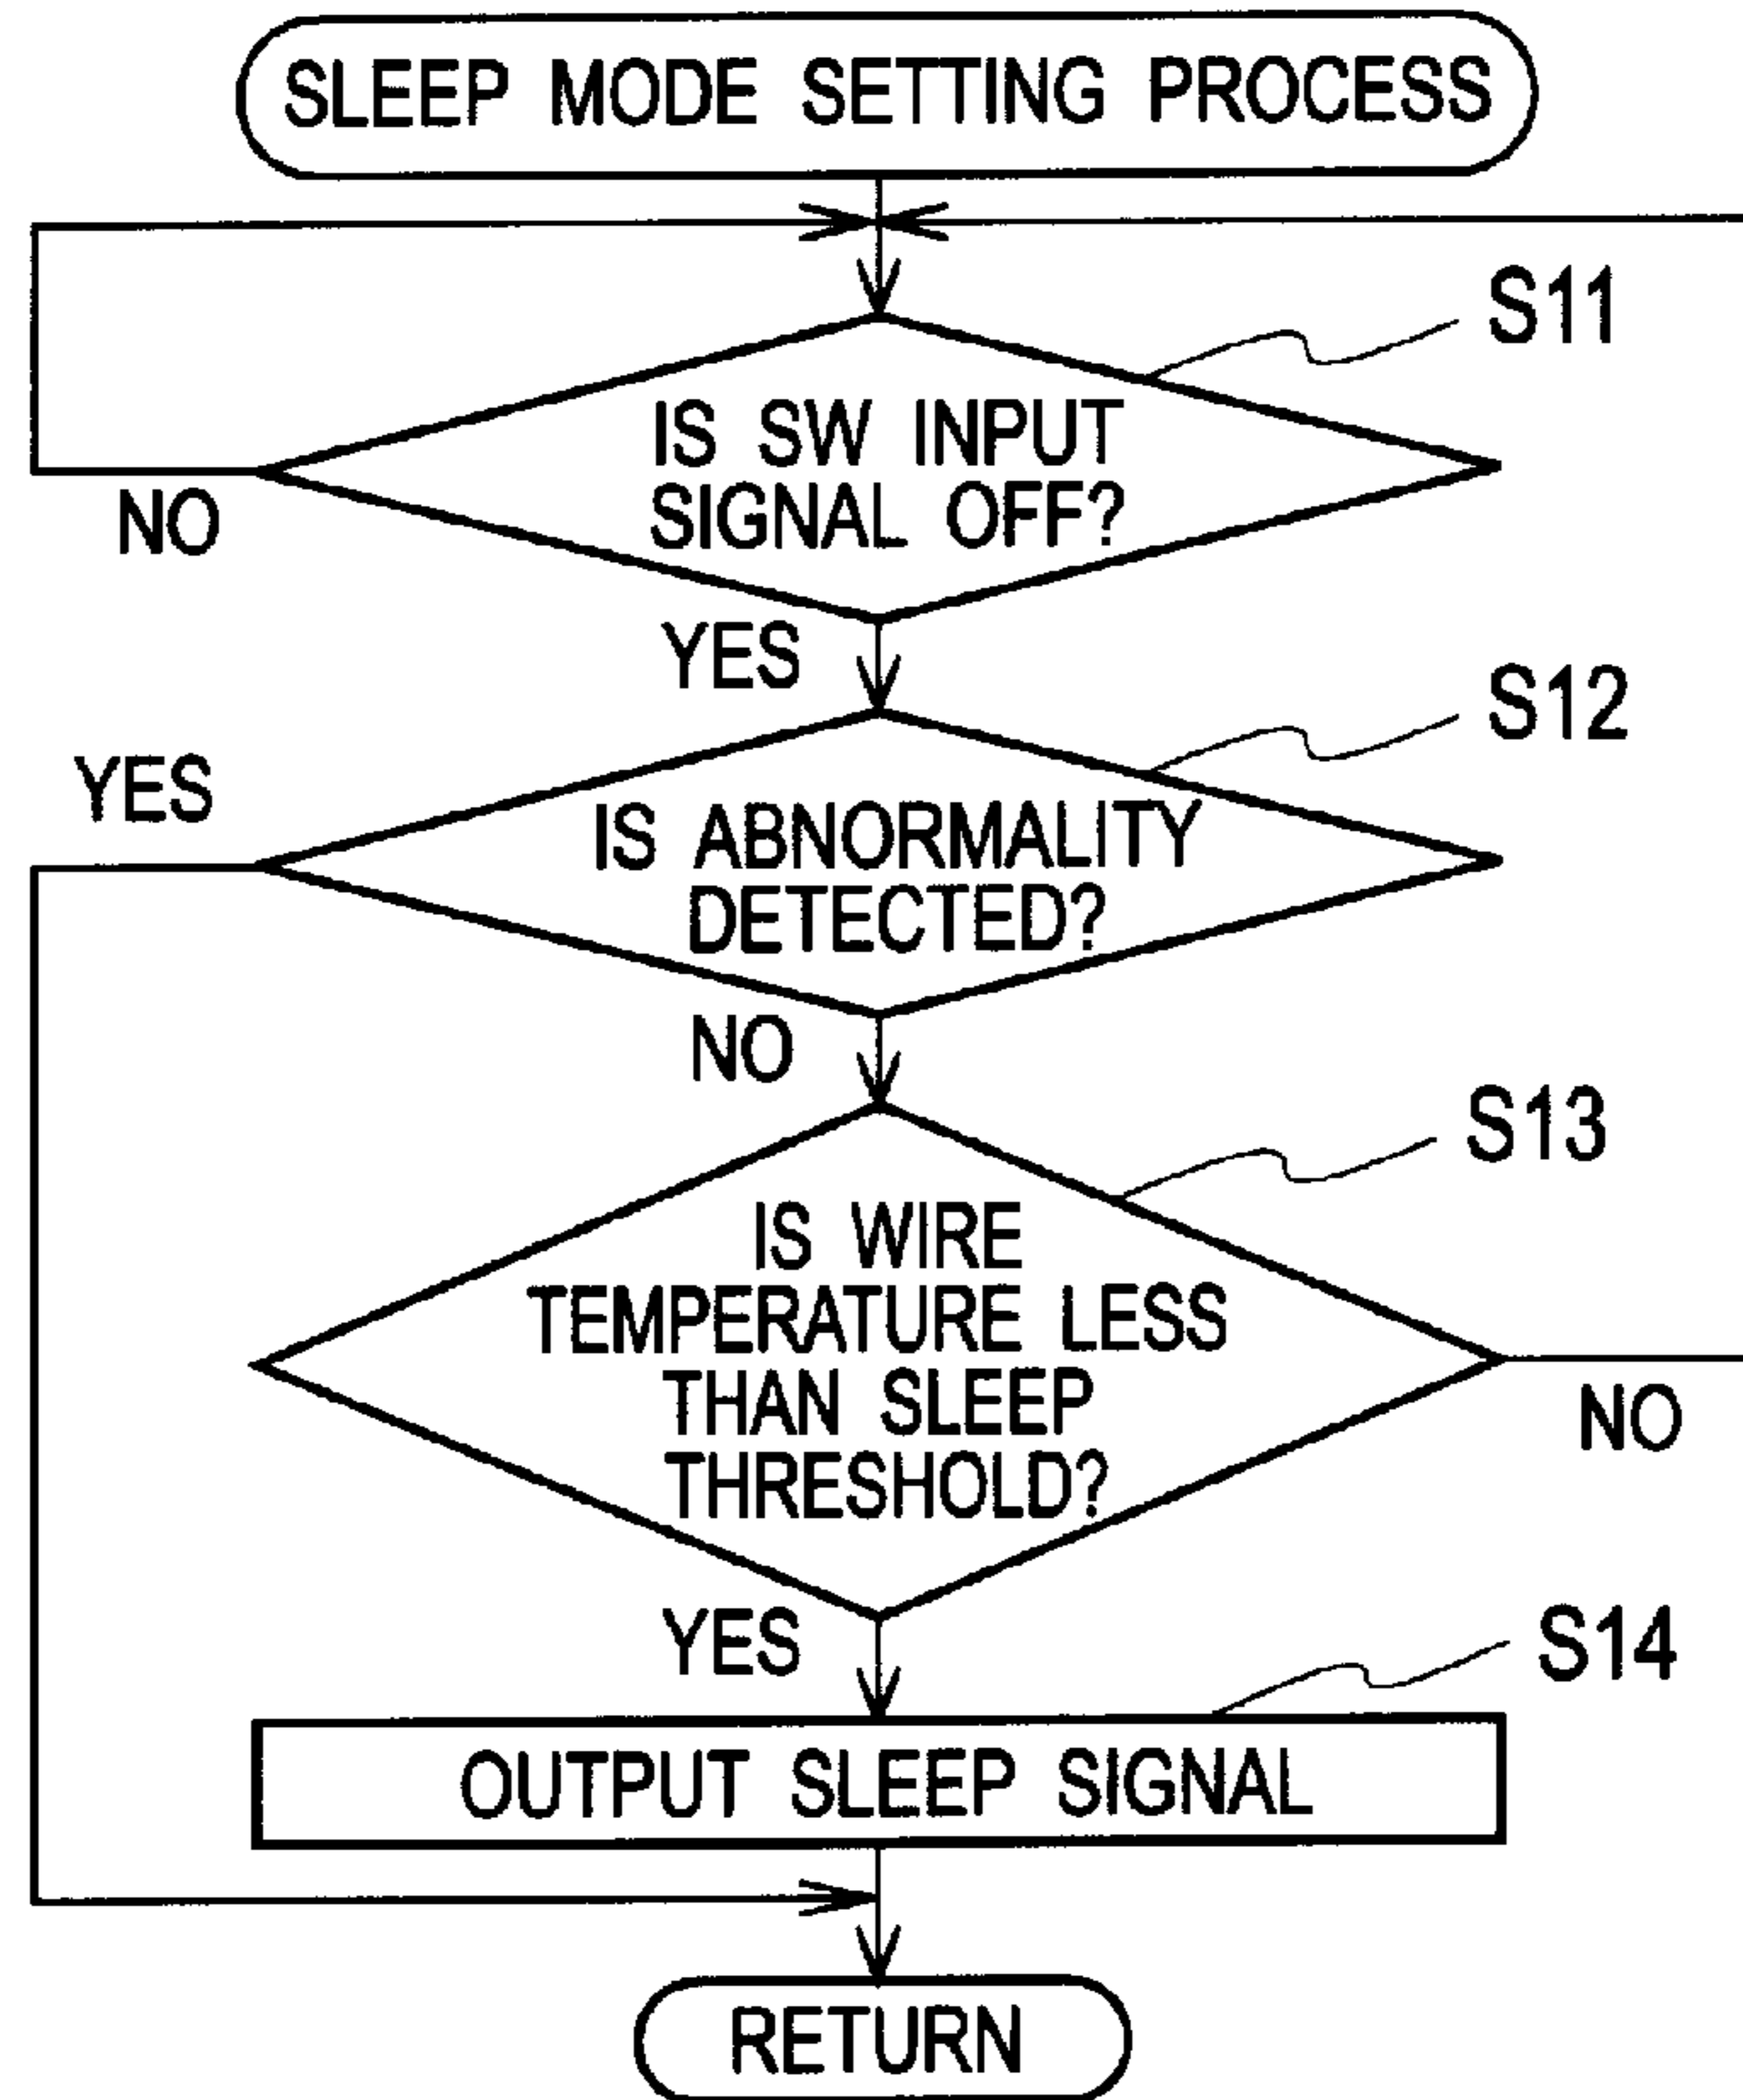 SLEEP MODE SETTING PROCESS
S11
IS SW INPUT
SIGNAL OFF?
NO
YES
S12
YES
IS ABNORMALITY
DETECTED?
NO
S13
IS WIRE
TEMPERATURE LESS
THAN SLEEP
THRESHOLD?
NO
YES
S14
OUTPUT SLEEP SIGNAL
RETURN